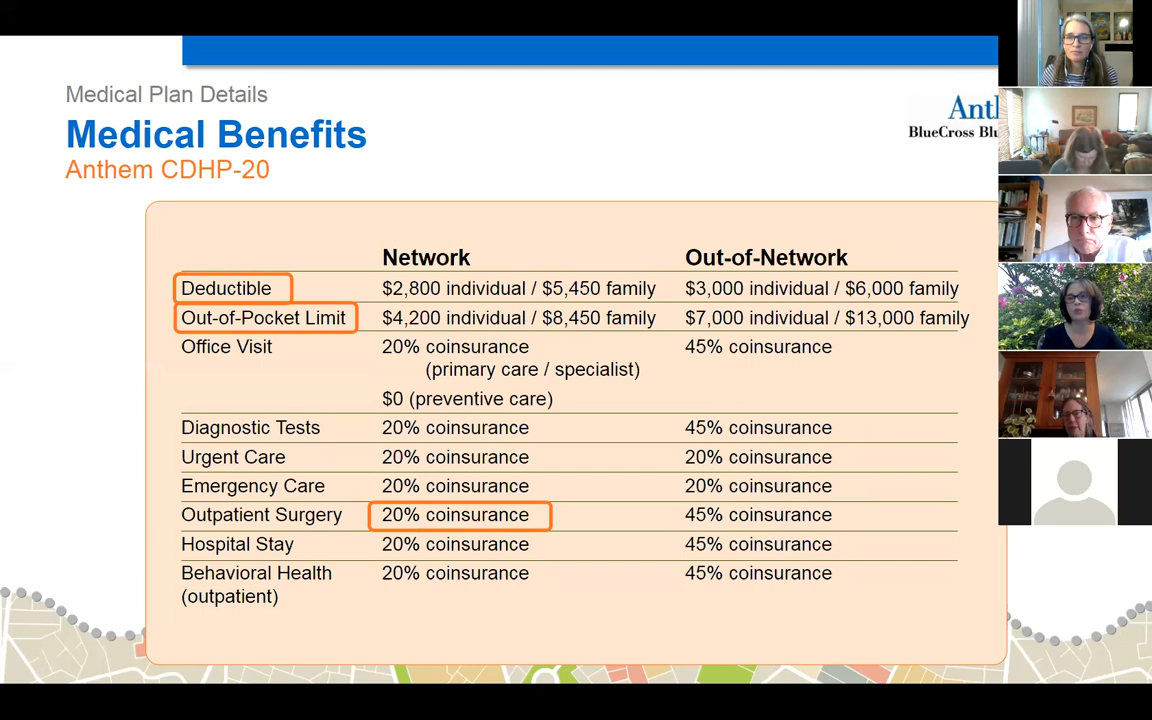 Medical Plan Details
Medical Benefits
Anthem CDHP-20
BlueCross
Network Out-of-Network
Deductible $2,800 individual / $5,450 family $3,000 individual / $6,000 family
Out-of-Pocket Limit $4,200 individual / $8,450 family $7,000 individual / $13,000 family
Office Visit 20% coinsurance 45% coinsurance
(primary care / specialist)
$0 (preventive care)
Diagnostic Tests 20% coinsurance 45% coinsurance
Urgent Care 20% coinsurance 20% coinsurance
Emergency Care 20% coinsurance 20% coinsurance
Outpatient Surgery 20% coinsurance 45% coinsurance
Hospital Stay 20% coinsurance 45% coinsurance
Behavioral Health 20% coinsurance 45% coinsurance
(outpatient)